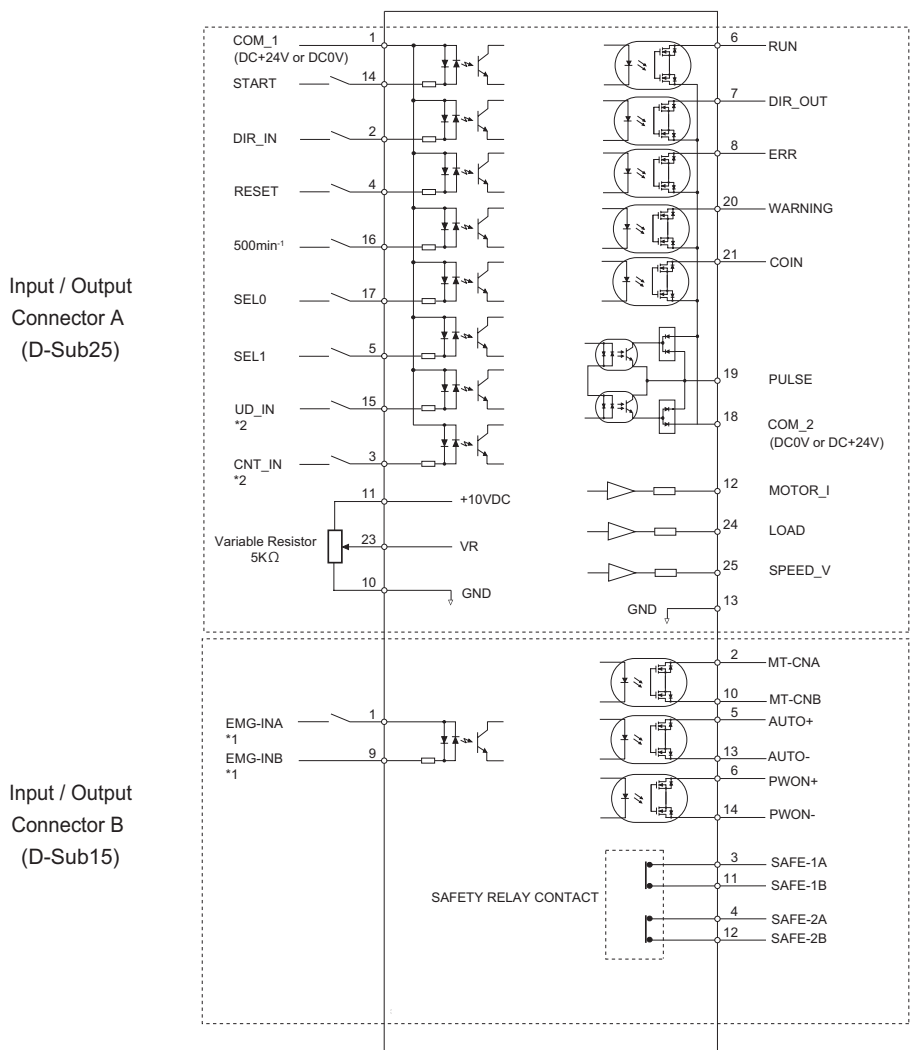 Input / Output
Connector A
(D-Sub25)
COM_1
(DC+24V or DC0V)
1
START
14
DIR_IN
2
RESET
4
500min-1
16
SEL0
17
SEL1
5
UD_IN
*2
15
CNT_IN
*2
3
11
+10VDC
Variable Resistor
5KΩ
23
VR
10
GND
6
RUN
7
DIR_OUT
8
ERR
20
WARNING
21
COIN
19
PULSE
18
COM_2
(DC0V or DC+24V)
12
MOTOR_I
24
LOAD
25
SPEED_V
GND
13
Input / Output
Connector B
(D-Sub15)
EMG-INA
*1
1
EMG-INB
*1
9
2
MT-CNA
10
MT-CNB
5
AUTO+
13
AUTO-
6
PWON+
14
PWON-
SAFETY RELAY CONTACT
3
SAFE-1A
11
SAFE-1B
4
SAFE-2A
12
SAFE-2B